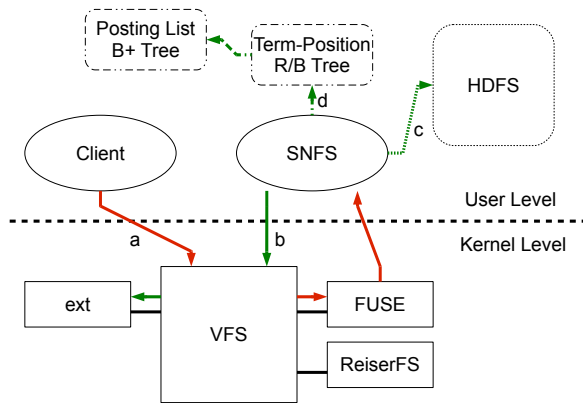 Posting List
B+ Tree
Term-Position
R/B Tree
HDFS
d
c
Client
SNFS
User Level
a
b
Kernel Level
ext
VFS
FUSE
ReiserFS